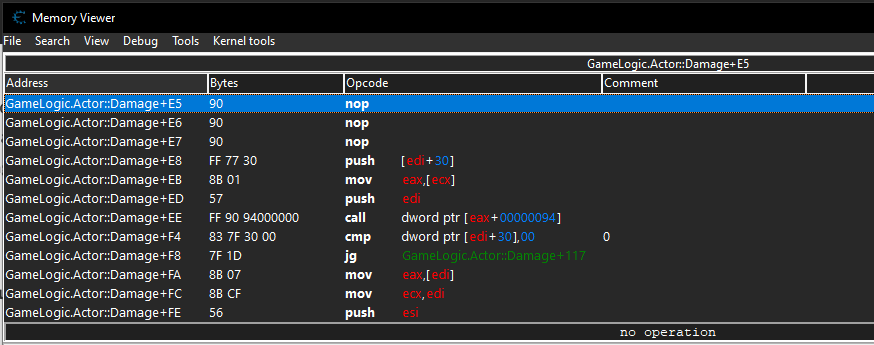 Memory Viewer
File Search View Debug Tools Kernel tools
GameLogic.Actor::Damage+E5
Address Bytes Opcode Comment
GameLogic.Actor::Damage+E5 90 nop
GameLogic.Actor::Damage+E6 90 nop
GameLogic.Actor::Damage+E7 90 nop
GameLogic.Actor::Damage+E8 FF 77 30 push [edi+30]
GameLogic.Actor::Damage+EB 8B 01 mov eax,[ecx]
GameLogic.Actor::Damage+ED 57 push edi
GameLogic.Actor::Damage+EE FF 90 94000000 call dword ptr [eax+00000094]
GameLogic.Actor::Damage+F4 83 7F 30 00 cmp dword ptr [edi+30],00 0
GameLogic.Actor::Damage+F8 7F 1D jg GameLogic.Actor::Damage+117
GameLogic.Actor::Damage+FA 8B 07 mov eax,[edi]
GameLogic.Actor::Damage+FC 8B CF mov ecx,edi
GameLogic.Actor::Damage+FE 56 push esi
no operation